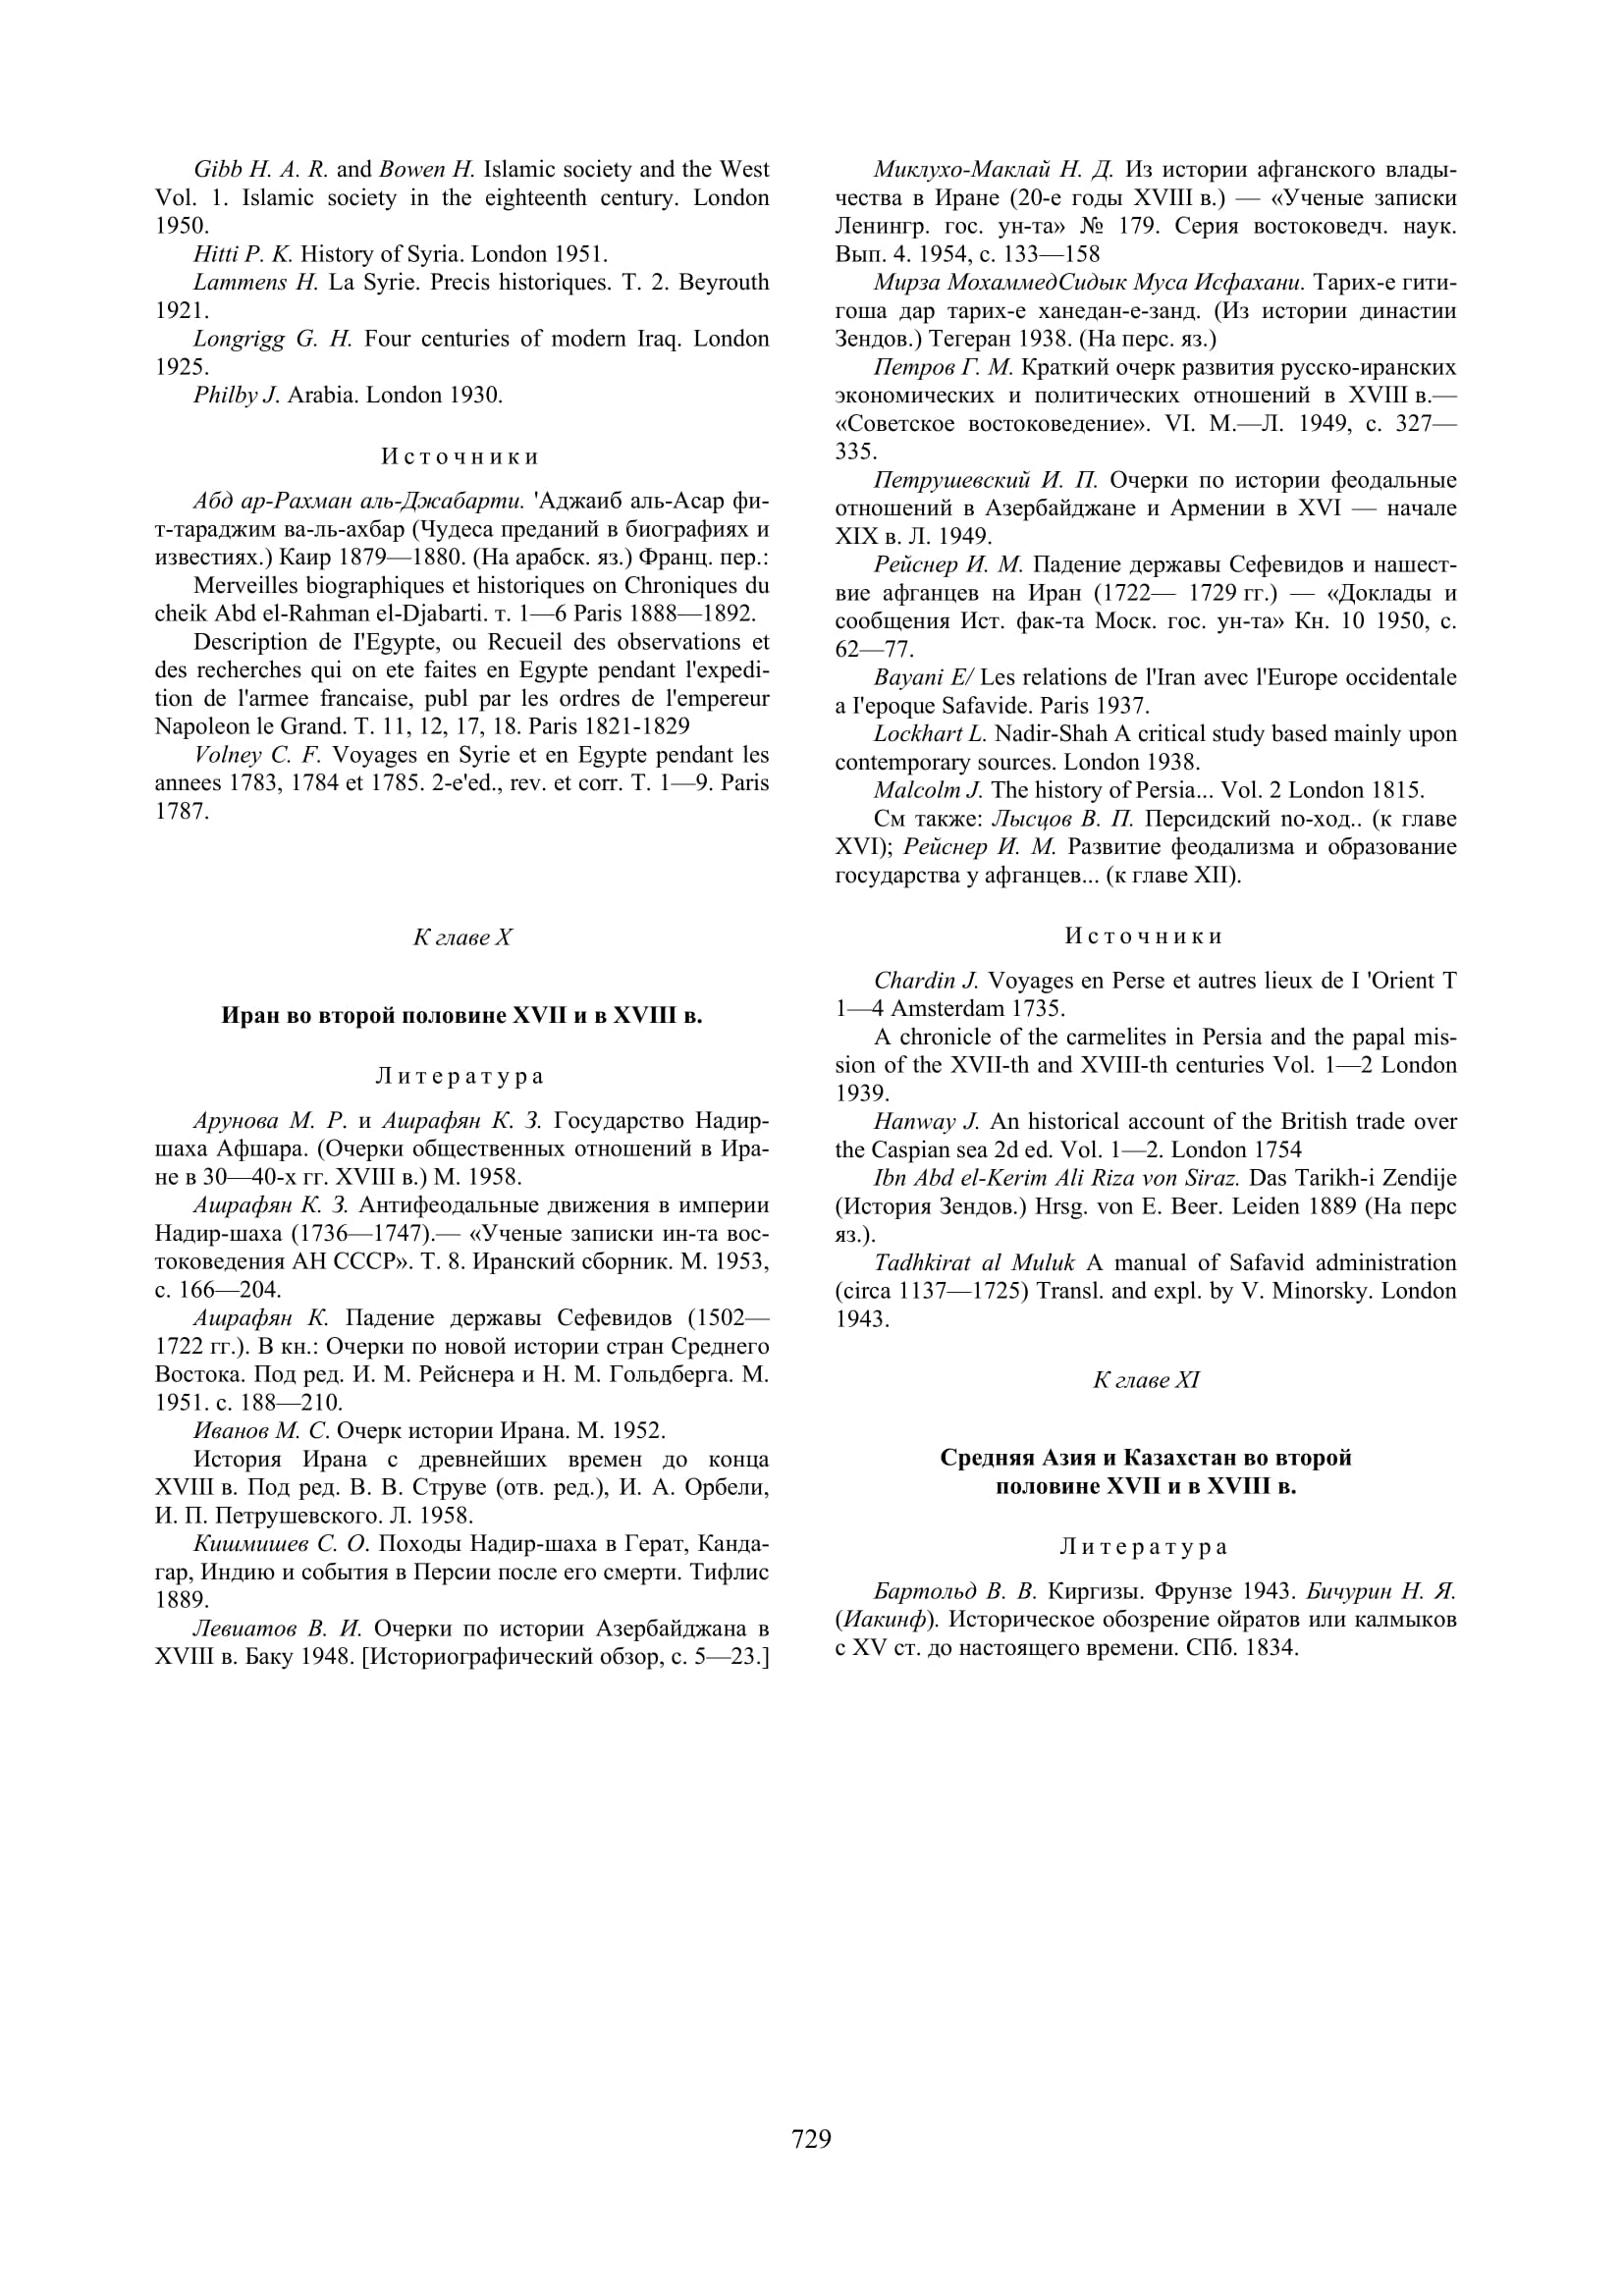 Gibb H. A. R. and Bowen H. Islamic society and the West
Vol. 1. Islamic society in the eighteenth century. London
1950.
Hitti P. K. History of Syria. London 1951.
Lammens H. La Syrie. Precis historiques. T. 2. Beyrouth
1921.
Longrigg G. H. Four centuries of modern Iraq. London
1925.
Philby J. Arabia. London 1930.
Источники
Абд ар-Рахман аль-Джабарти. 'Аджаиб аль-Асар фи-
т-тараджим ва-ль-ахбар (Чудеса преданий в биографиях и
известиях.) Каир 1879—1880. (На арабск. яз.) Франц. пер.:
Merveilles biographiques et historiques on Chroniques du
cheik Abd el-Rahman el-Djabarti. т. 1—6 Paris 1888—1892.
Description de I'Egypte, ou Recueil des observations et
des recherches qui on ete faites en Egypte pendant l'expedi-
tion de l'armee francaise, publ par les ordres de l'empereur
Napoleon le Grand. T. 11, 12, 17, 18. Paris 1821-1829
Volney C. F. Voyages en Syrie et en Egypte pendant les
annees 1783, 1784 et 1785. 2-e'ed., rev. et corr. T. 1—9. Paris
1787.
К главе X
Иран во второй половине XVII и в XVIII в.
Литература
Арунова М. Р. и Ашрафян К. З. Государство Надир-
шаха Афшара. (Очерки общественных отношений в Ира-
не в 30—40-х гг. XVIII в.) М. 1958.
Ашрафян К. З. Антифеодальные движения в империи
Надир-шаха (1736—1747).— «Ученые записки ин-та вос-
токоведения АН СССР». Т. 8. Иранский сборник. М. 1953,
с. 166—204.
Ашрафян К. Падение державы Сефевидов (1502—
1722 гг.). В кн.: Очерки по новой истории стран Среднего
Востока. Под ред. И. М. Рейснера и Н. М. Гольдберга. М.
1951. с. 188—210.
Иванов М. С. Очерк истории Ирана. М. 1952.
История Ирана с древнейших времен до конца
XVIII в. Под ред. В. В. Струве (отв. ред.), И. А. Орбели,
И. П. Петрушевского. Л. 1958.
Кишмишев С. О. Походы Надир-шаха в Герат, Канда-
гар, Индию и события в Персии после его смерти. Тифлис
1889.
Левиатов В. И. Очерки по истории Азербайджана в
XVIII в. Баку 1948. [Историографический обзор, с. 5—23.]
Миклухо-Маклай Н. Д. Из истории афганского влады-
чества в Иране (20-е годы XVIII в.) — «Ученые записки
Ленингр. гос. ун-та» № 179. Серия востоковедч. наук.
Вып. 4. 1954, с. 133—158
Мирза МохаммедСидык Муса Исфахани. Тарих-е гити-
гоша дар тарих-е ханедан-е-занд. (Из истории династии
Зендов.) Тегеран 1938. (На перс. яз.)
Петров Г. М. Краткий очерк развития русско-иранских
экономических и политических отношений в XVIII в.—
«Советское востоковедение». VI. М.—Л. 1949, с. 327—
335.
Петрушевский И. П. Очерки по истории феодальные
отношений в Азербайджане и Армении в XVI — начале
XIX в. Л. 1949.
Рейснер И. М. Падение державы Сефевидов и нашест-
вие афганцев на Иран (1722— 1729 гг.) — «Доклады и
сообщения Ист. фак-та Моск. гос. ун-та» Кн. 10 1950, с.
62—77.
Bayani E/ Les relations de l'Iran avec l'Europe occidentale
a I'epoque Safavide. Paris 1937.
Lockhart L. Nadir-Shah A critical study based mainly upon
contemporary sources. London 1938.
Malcolm J. The history of Persia... Vol. 2 London 1815.
См также: Лысцов В. П. Персидский по-ход.. (к главе
XVI); Рейснер И. М. Развитие феодализма и образование
государства у афганцев... (к главе XII).
Источники
Chardin J. Voyages en Perse et autres lieux de I 'Orient T
1—4 Amsterdam 1735.
A chronicle of the carmelites in Persia and the papal mis-
sion of the XVII-th and XVIII-th centuries Vol. 1—2 London
1939.
Hanway J. An historical account of the British trade over
the Caspian sea 2d ed. Vol. 1—2. London 1754
Ibn Abd el-Kerim Ali Riza von Siraz. Das Tarikh-i Zendije
(История Зендов.) Hrsg. von E. Beer. Leiden 1889 (На перс
яз.).
Tadhkirat al Muluk A manual of Safavid administration
(circa 1137—1725) Transl. and expl. by V. Minorsky. London
1943.
К главе XI
Средняя Азия и Казахстан во второй
половине XVII и в XVIII в.
Литература
Бартольд В. В. Киргизы. Фрунзе 1943. Бичурин Н. Я.
(Иакинф). Историческое обозрение ойратов или калмыков
с XV ст. до настоящего времени. СПб. 1834.
729